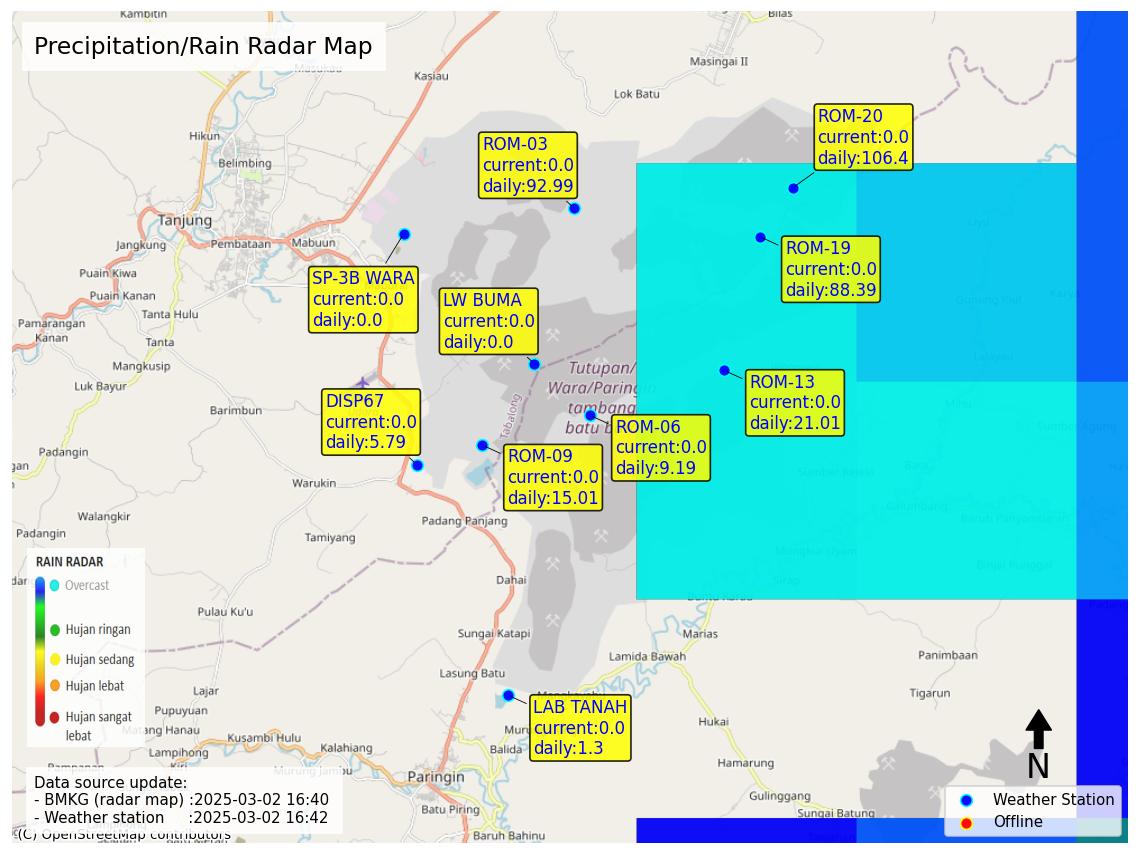 Kambitin
Bilas
Precipitation/Rain Radar Map
Masingai II
Masukau
Kasiau
Lok Batu
Hikun
Belimbing
ROM-20
current:0.0
daily:106.4
ROM-03
current:0.0
daily:92.99
Tanjung
Jangkung
Pembataan
Mabuun
ROM-19
current:0.0
daily:88.39
Puain Kiwa
SP-3B WARA
current:0.0
daily:0.0
LW BUMA
current:0.0
daily:0.0
Puain Kanan
Tanta Hulu
Pamarangan
Kanan
Tanta
Mangkusip
Luk Bayur
Tutupan/
Wara/Paringin
tambang
batu b
ROM-13
current:0.0
daily:21.01
DISP67
current:0.0
daily:5.79
Barimbun
Tabalong
ROM-06
current:0.0
daily:9.19
Padangin
ROM-09
current:0.0
daily:15.01
Warukin
Walangkir
Padang Panjang
Padangin
Tamiyang
RAIN RADAR
Overcast
Hujan ringan
Hujan sedang
Hujan lebat
Hujan sangat
lebat
Dahai
Pulau Ku'u
Sungai Katapi
Marias
Lamida Bawah
Panimbaan
Lasung Batu
Lajar
Tigarun
Pupuyuan
LAB TANAH
current:0.0
daily:1.3
Matang Hanau
Kusambi Hulu
Hukai
Lampihong
Kalahiang
Balida
Hamarung
Murung Jambu
Paringin
N
Data source update:
- BMKG (radar map) :2025-03-02 16:40
- Weather station :2025-03-02 16:42
Gulinggang
Batu Piring
Sungai Batung
Weather Station
Offline
(C) OpenStreetMap contributors
Baruh Bahinu